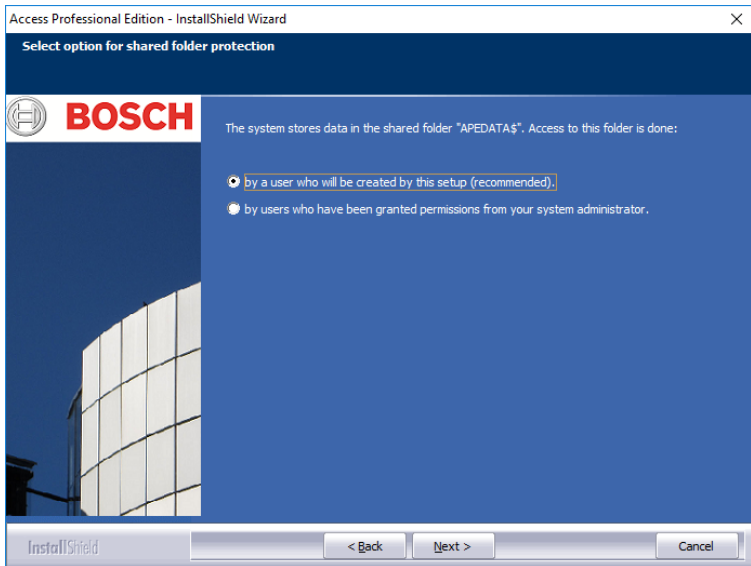 Access Professional Edition - InstallShield Wizard
Select option for shared folder protection
BOSCH
The system stores data in the shared folder "APEDATA$". Access to this folder is done:
by a user who will be created by this setup (recommended).
by users who have been granted permissions from your system administrator.
InstallShield
< Back
Next >
Cancel